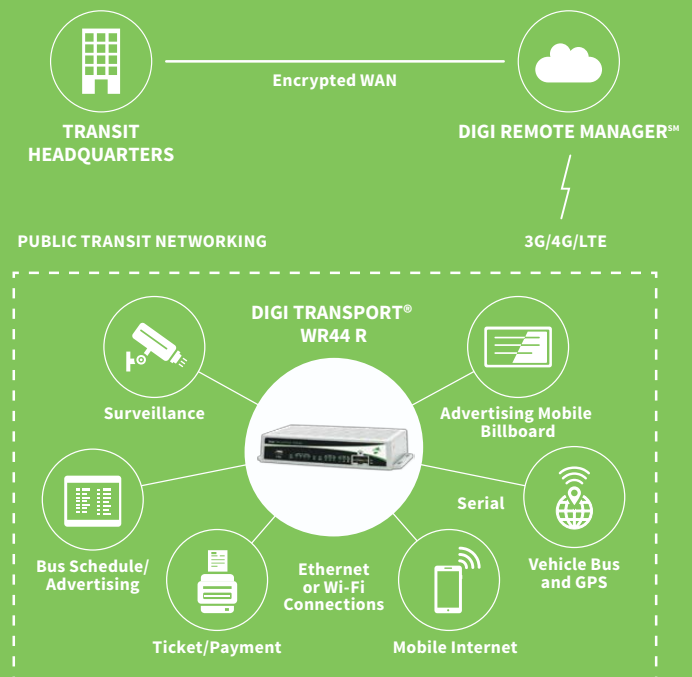 Encrypted WAN
TRANSIT
HEADQUARTERS
DIGI REMOTE MANAGER℠
PUBLIC TRANSIT NETWORKING
3G/4G/LTE
DIGI TRANSPORT®
WR44 R
Surveillance
Advertising Mobile
Billboard
Serial
Bus Schedule/
Advertising
Ethernet
or Wi-Fi
Connections
Vehicle Bus
and GPS
Ticket/Payment
Mobile Internet